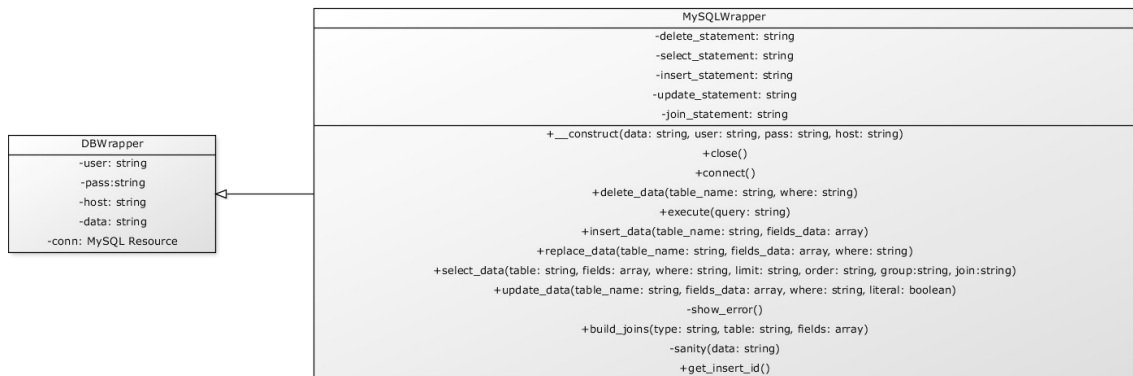 MySQLWrapper
-delete_statement: string
-select_statement: string
-insert_statement: string
-update_statement: string
-join_statement: string
+__construct(data: string, user: string, pass: string, host: string)
+close()
+connect()
+delete_data(table_name: string, where: string)
+execute(query: string)
+insert_data(table_name: string, fields_data: array)
+replace_data(table_name: string, fields_data: array, where: string)
+select_data(table: string, fields: array, where: string, limit: string, order: string, group:string, join:string)
+update_data(table_name: string, fields_data: array, where: string, literal: boolean)
-show_error()
+build_joins(type: string, table: string, fields: array)
-sanity(data: string)
+get_insert_id()
DBWrapper
-user: string
-pass:string
-host: string
-data: string
-conn: MySQL Resource